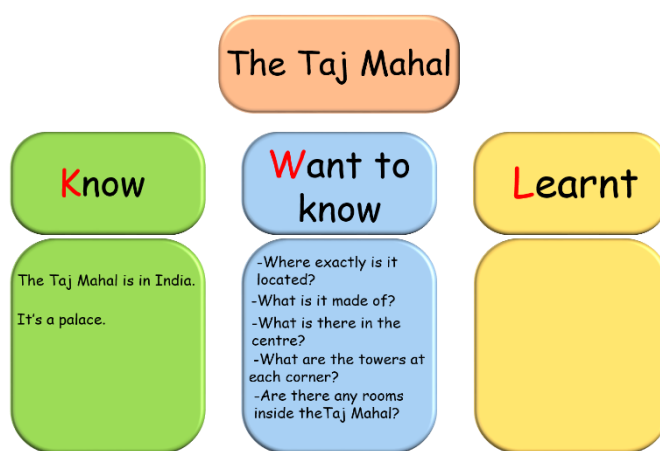 The Taj Mahal
Know
Want to
know
Learnt
The Taj Mahal is in India.
It's a palace.
-Where exactly is it
located?
-What is it made of?
-What is there in the
centre?
-What are the towers at
each corner?
-Are there any rooms
inside theTaj Mahal?